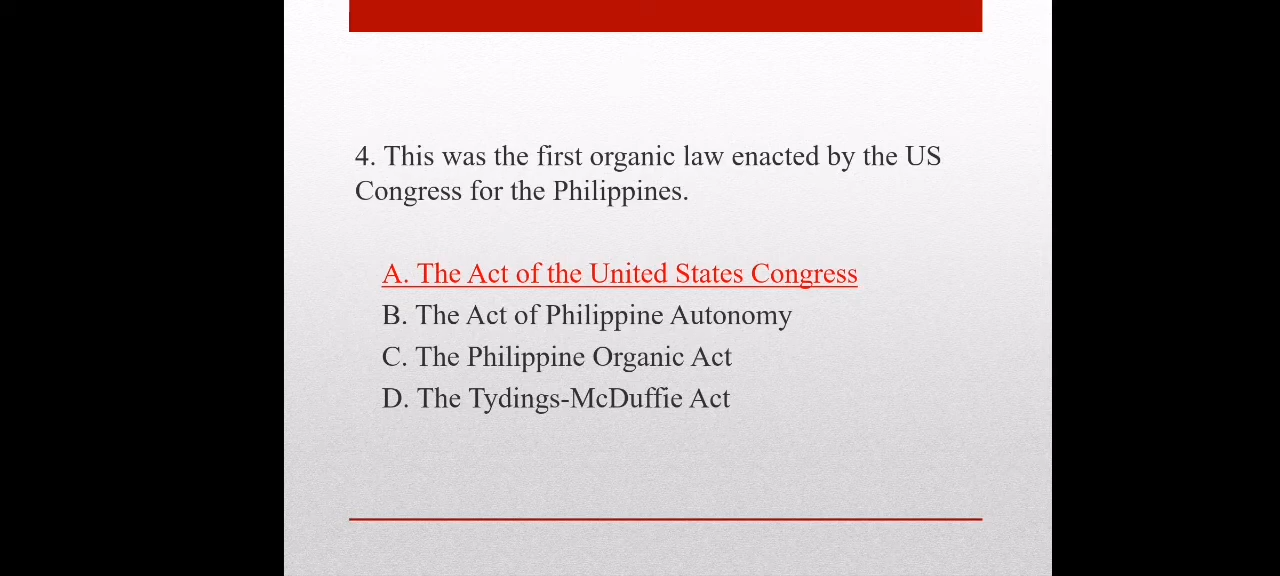 4. This was the first organic law enacted by the US
Congress for the Philippines.
A. The Act of the United States Congress
B. The Act of Philippine Autonomy
C. The Philippine Organic Act
D. The Tydings-McDuffie Act